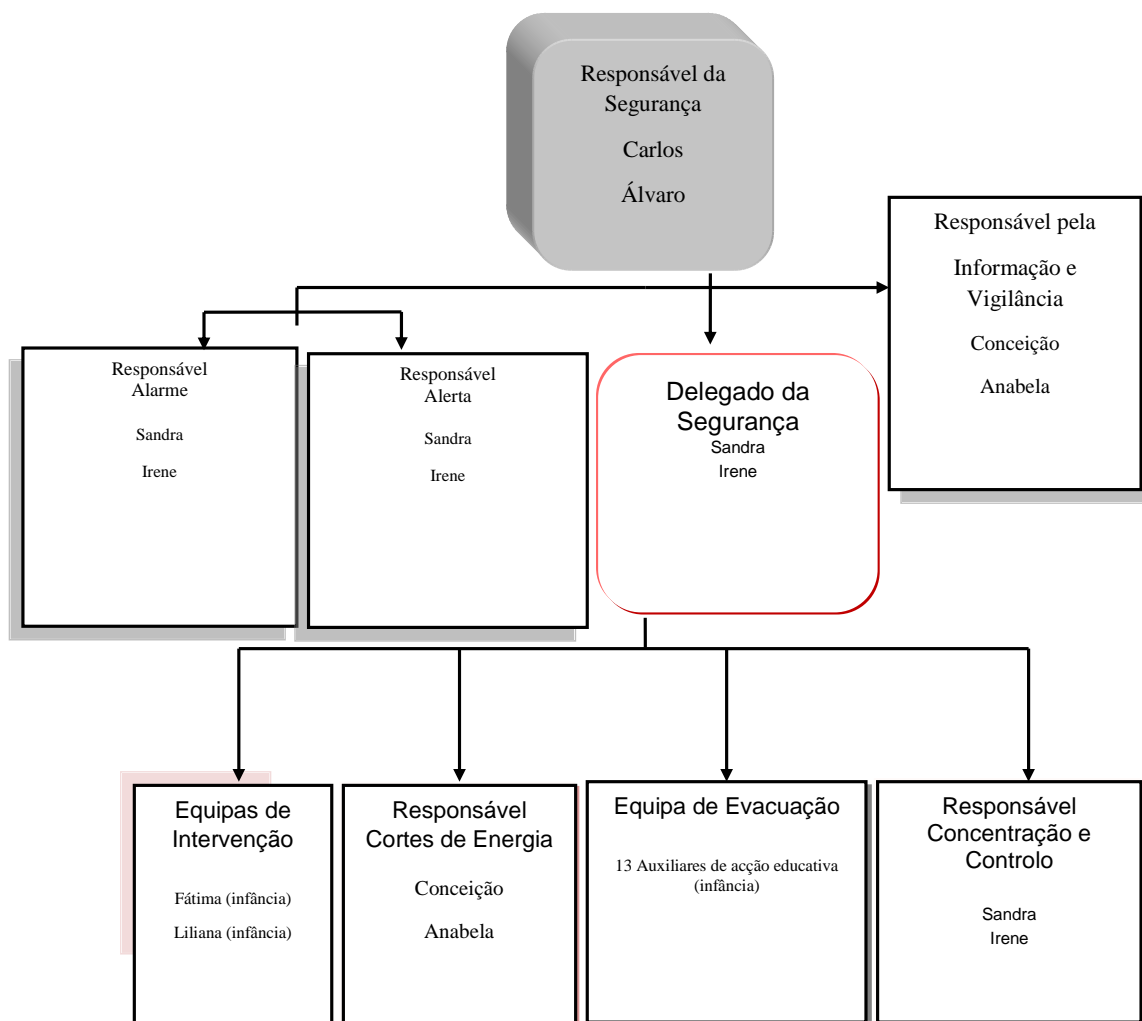 Responsável da
Segurança
Carlos
Álvaro
Responsável pela
Informação e
Vigilância
Conceição
Anabela
Responsável
Alarme
Sandra
Irene
Responsável
Alerta
Sandra
Irene
Delegado da
Segurança
Sandra
Irene
Equipas de
Intervenção
Fátima (infância)
Liliana (infância)
Responsável
Cortes de Energia
Conceição
Anabela
Equipa de Evacuação
13 Auxiliares de acção educativa
(infância)
Responsável
Concentração e
Controlo
Sandra
Irene